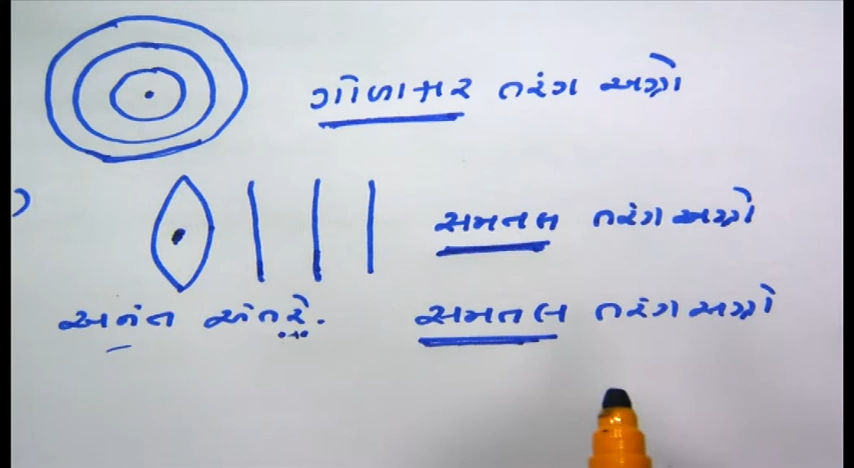 ગોળાકાર તરંગ અગ્રો
)
સમતલ તરંગ અગ્રો
અનંત અંતરે. સમતલ તરંગ અગ્રો